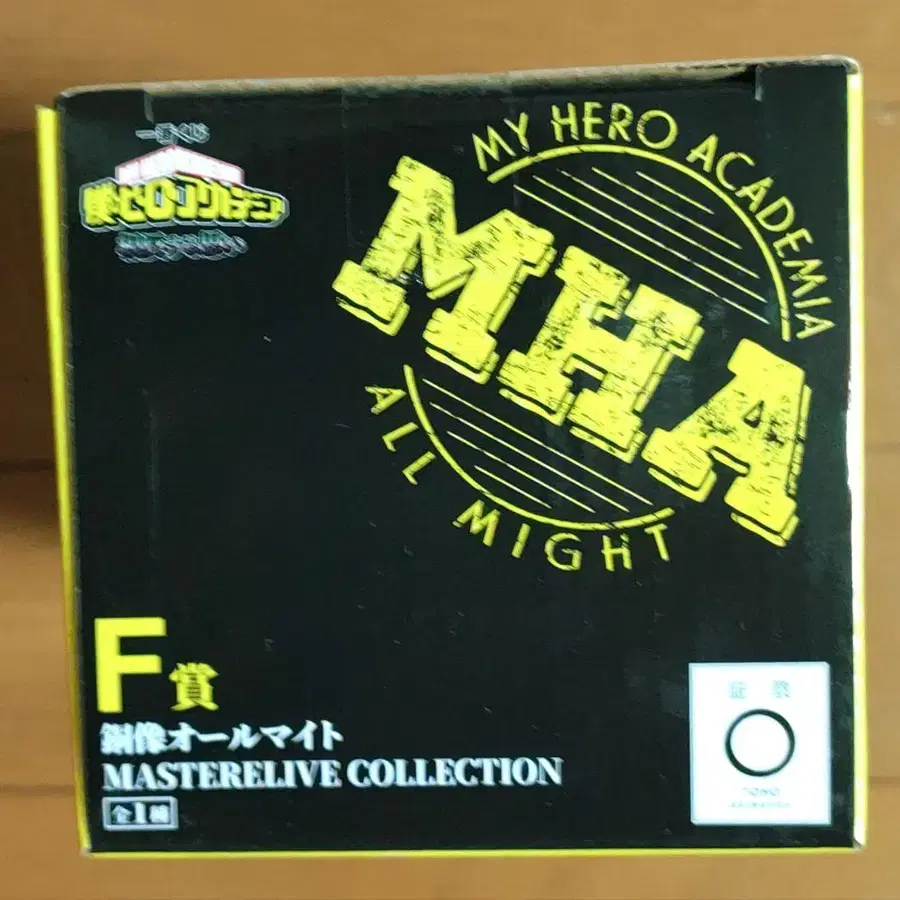 一番くじ
僕のヒーローアカデミア
MY HERO ACADEMIA
MHA
ALL MIGHT
F賞
銅像オールマイト
MASTERELIVE COLLECTION
全1種
TOHO